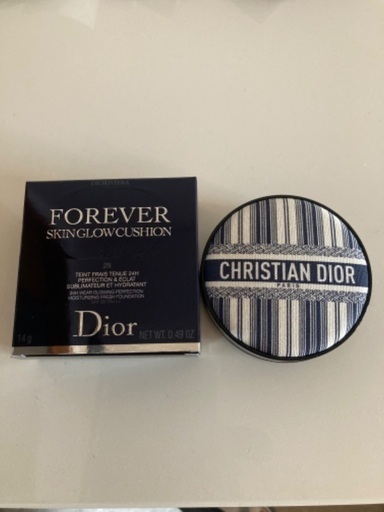 FOREVER
SKIN GLOW CUSHION
TEINT FRAIS TENUE 24H
PERFECTION & ÉCLAT
SUBLIMATEUR ET HYDRATANT
24H WEAR GLOWING PERFECTION
MOISTURIZING FRESH FOUNDATION
Dior
14 g
NET WT. 0.49 OZ.
CHRISTIAN DIOR
PARIS